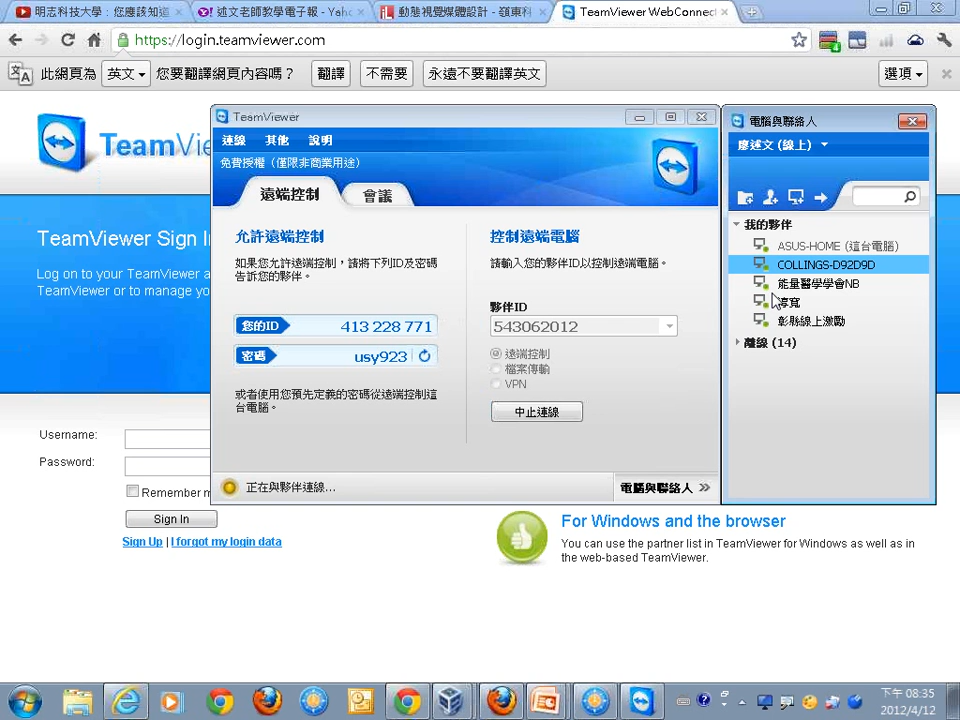 明志科技大學：您應該知道
述文老師教學電子報 - Yaho
動態視覺媒體設計 - 嶺東科
TeamViewer WebConnect
https://login.teamviewer.com
此網頁為 英文 您要翻譯網頁內容嗎？ 翻譯 不需要 永遠不要翻譯英文 選項
TeamVie
TeamViewer Sign In
Log on to your TeamViewer a
TeamViewer or to manage yo
Username:
Password:
Remember m
Sign In
Sign Up | I forgot my login data
TeamViewer
連線 其他 說明
免費授權（僅限非商業用途）
遠端控制 會議
允許遠端控制
如果您允許遠端控制，請將下列ID及密碼
告訴您的夥伴。
您的ID 413 228 771
密碼 usy923
或者使用您預先定義的密碼從遠端控制這
台電腦。
控制遠端電腦
請輸入您的夥伴ID以控制遠端電腦。
夥伴ID
543062012
遠端控制
檔案傳輸
VPN
中止連線
正在與夥伴連線...
電腦與聯絡人
電腦與聯絡人
廖述文 (線上)
我的夥伴
ASUS-HOME (這台電腦)
COLLINGS-D92D9D
能量醫學學會NB
寬
彰縣線上激勵
離線 (14)
For Windows and the browser
You can use the partner list in TeamViewer for Windows as well as in
the web-based TeamViewer.
下午 08:35
2012/4/12